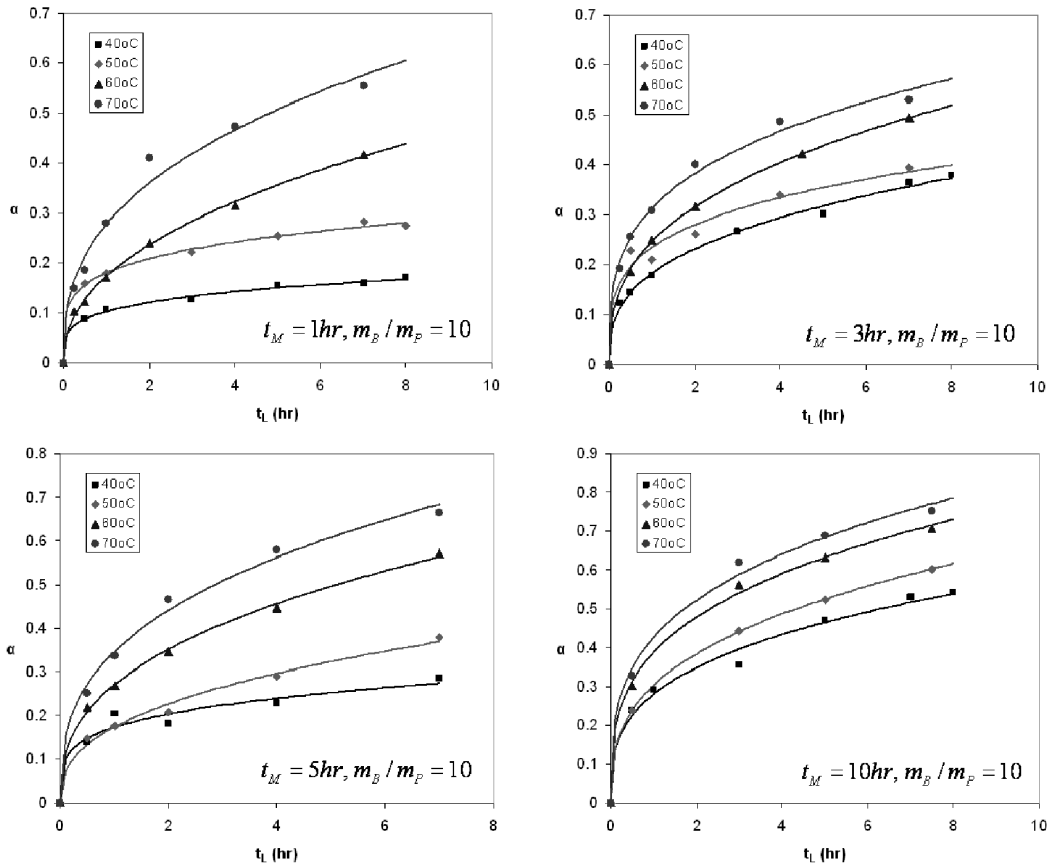 0.7
0.6
0.5
0.4
α 0.3
0.2
0.1
0
0 2 4 6 8 10
t_L (hr)
40oC
50oC
60oC
70oC
t_M = 1hr, m_B / m_P = 10
0.7
0.6
0.5
0.4
α 0.3
0.2
0.1
0
0 2 4 6 8 10
t_L (hr)
40oC
50oC
60oC
70oC
t_M = 3hr, m_B / m_P = 10
0.8
0.7
0.6
0.5
0.4
α
0.3
0.2
0.1
0
0 2 4 6 8
t_L (hr)
40oC
50oC
60oC
70oC
t_M = 5hr, m_B / m_P = 10
0.9
0.8
0.7
0.6
0.5
α
0.4
0.3
0.2
0.1
0
0 2 4 6 8 10
t_L (hr)
40oC
50oC
60oC
70oC
t_M = 10hr, m_B / m_P = 10